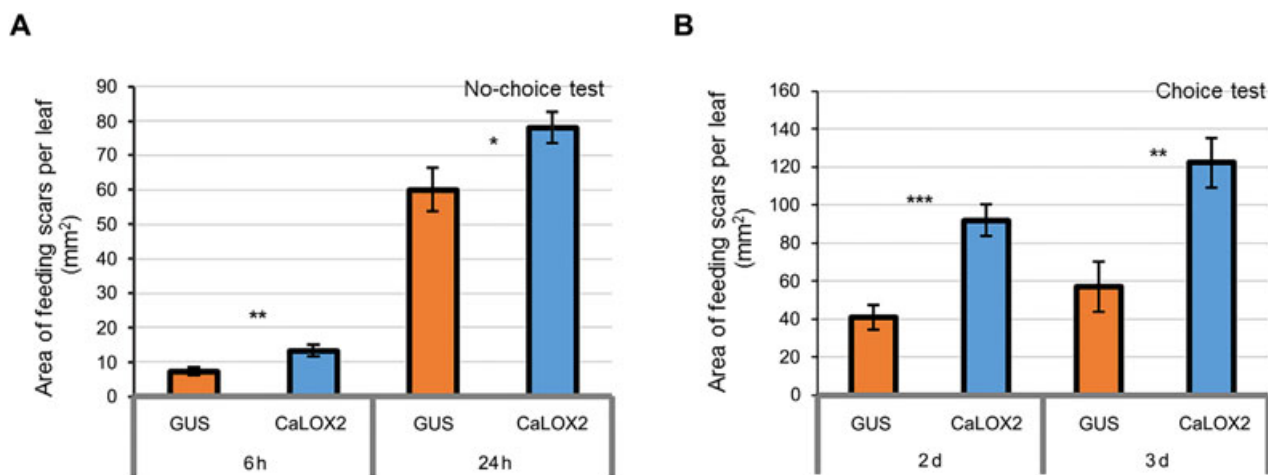 A
No-choice test
Area of feeding scars per leaf
(mm²)
90
80
70
60
50
40
30
20
10
0
**
*
GUS CaLOX2 GUS CaLOX2
6h 24h
B
Choice test
Area of feeding scars per leaf
(mm²)
160
140
120
100
80
60
40
20
0
***
**
GUS CaLOX2 GUS CaLOX2
2 d 3 d